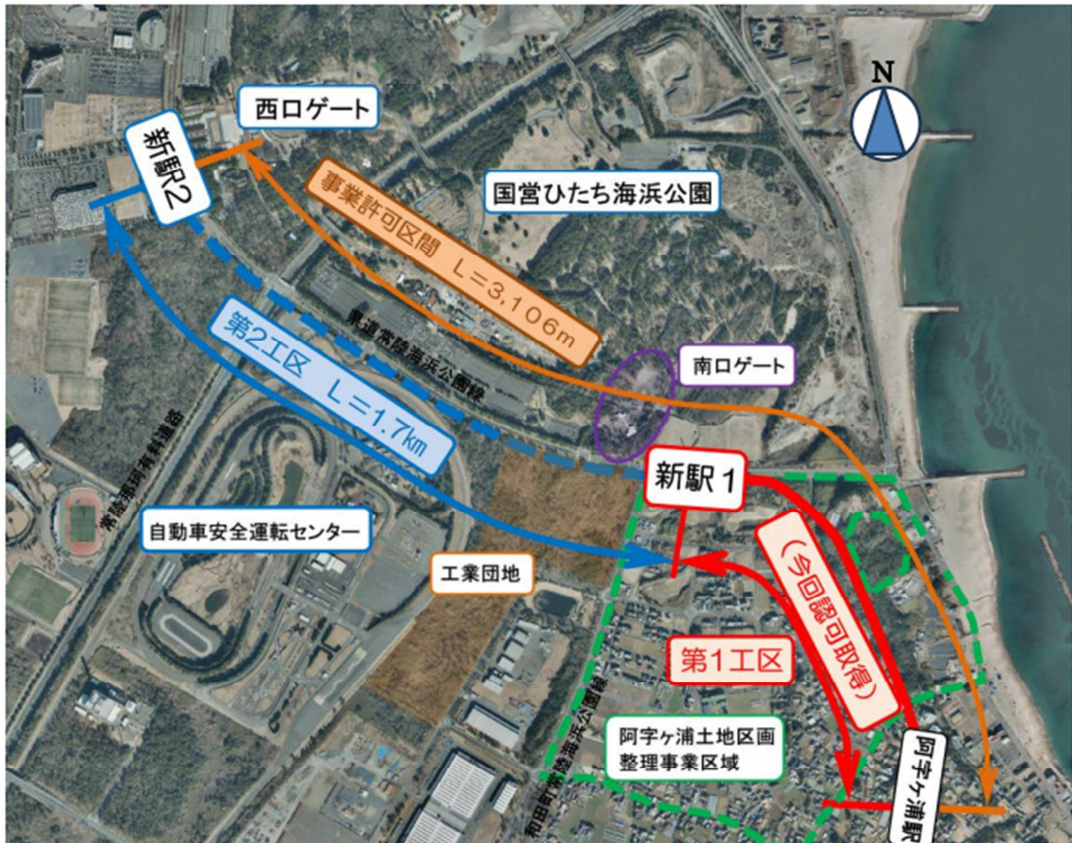 N
西口ゲート
新駅2
事業許可区間 L=3,106m
国営ひたち海浜公園
県道常陸海浜公園線
第2工区 L=1.7㎞
南口ゲート
新駅1
常陸那珂有料道路
自動車安全運転センター
工業団地
(今回認可取得)
第1工区
阿字ヶ浦土地区画
整理事業区域
和田町常陸海浜公園線
阿字ヶ浦駅